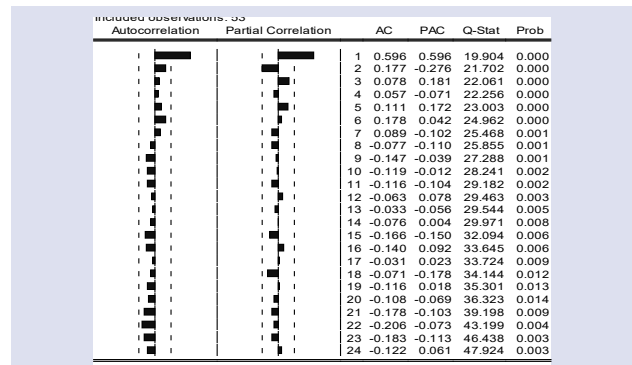 Included observations: 53
Autocorrelation Partial Correlation AC PAC Q-Stat Prob
1 0.596 0.596 19.904 0.000
2 0.177 -0.276 21.702 0.000
3 0.078 0.181 22.061 0.000
4 0.057 -0.071 22.256 0.000
5 0.111 0.172 23.003 0.000
6 0.178 0.042 24.962 0.000
7 0.089 -0.102 25.468 0.001
8 -0.077 -0.110 25.855 0.001
9 -0.147 -0.039 27.288 0.001
10 -0.119 -0.012 28.241 0.002
11 -0.116 -0.104 29.182 0.002
12 -0.063 0.078 29.463 0.003
13 -0.033 -0.056 29.544 0.005
14 -0.076 0.004 29.971 0.008
15 -0.166 -0.150 32.094 0.006
16 -0.140 0.092 33.645 0.006
17 -0.031 0.023 33.724 0.009
18 -0.071 -0.178 34.144 0.012
19 -0.116 0.018 35.301 0.013
20 -0.108 -0.069 36.323 0.014
21 -0.178 -0.103 39.198 0.009
22 -0.206 -0.073 43.199 0.004
23 -0.183 -0.113 46.438 0.003
24 -0.122 0.061 47.924 0.003